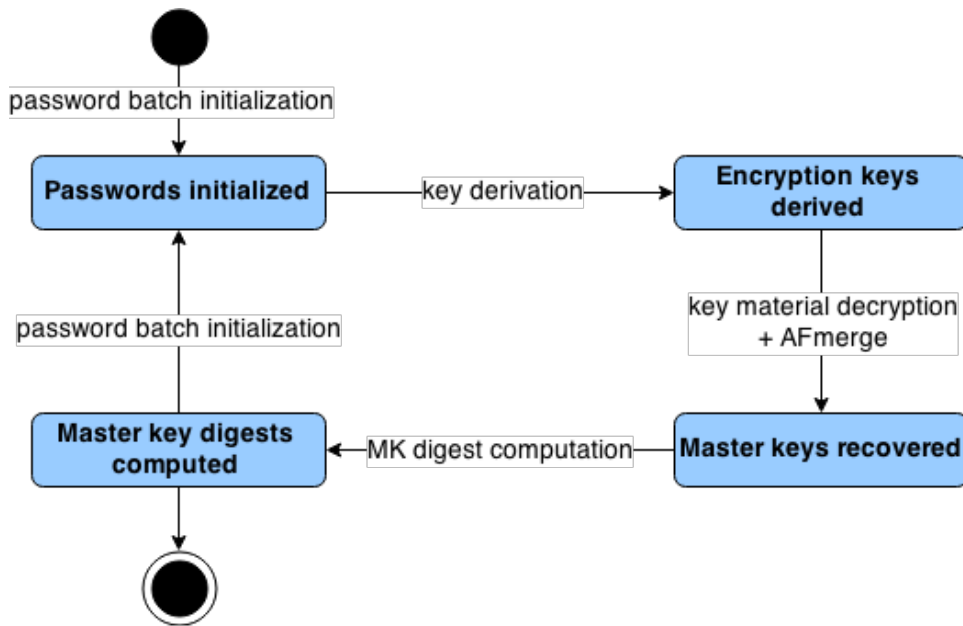 password batch initialization
Passwords initialized
key derivation
Encryption keys
derived
key material decryption
+ AFmerge
password batch initialization
Master key digests
computed
MK digest computation
Master keys recovered